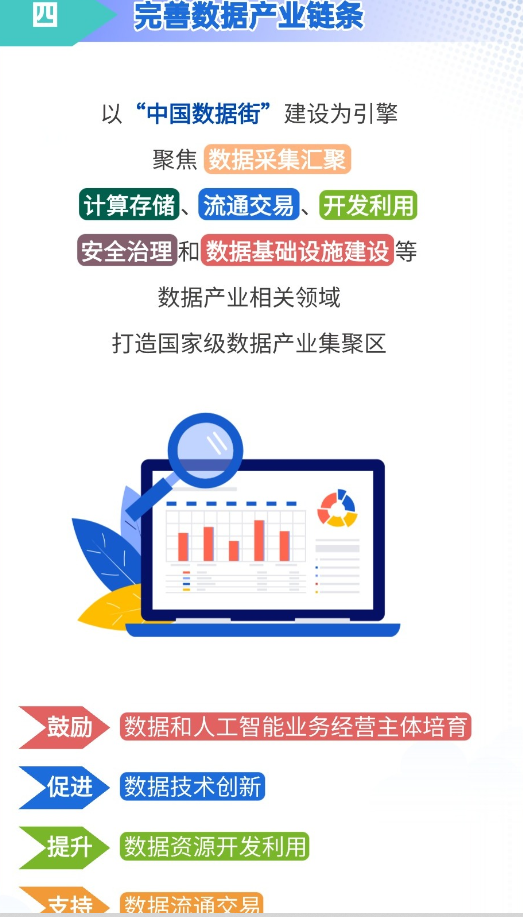 四 完善数据产业链条
以“中国数据街”建设为引擎
聚焦 数据采集汇聚
计算存储、流通交易、开发利用
安全治理和数据基础设施建设等
数据产业相关领域
打造国家级数据产业集聚区
鼓励 数据和人工智能业务经营主体培育
促进 数据技术创新
提升 数据资源开发利用
支持 数据流通交易